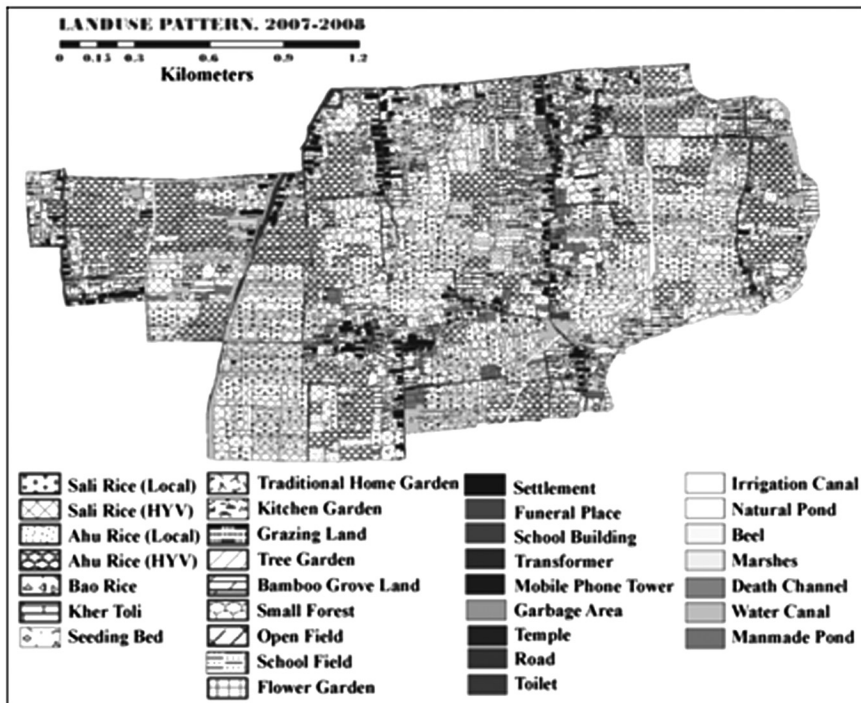 LANDUSE PATTERN. 2007-2008
0 0.15 0.3 0.6 0.9 1.2
Kilometers
Sali Rice (Local)
Sali Rice (HYV)
Ahu Rice (Local)
Ahu Rice (HYV)
Bao Rice
Kher Toli
Seeding Bed
Traditional Home Garden
Kitchen Garden
Grazing Land
Tree Garden
Bamboo Grove Land
Small Forest
Open Field
School Field
Flower Garden
Settlement
Funeral Place
School Building
Transformer
Mobile Phone Tower
Garbage Area
Temple
Road
Toilet
Irrigation Canal
Natural Pond
Beel
Marshes
Death Channel
Water Canal
Manmade Pond